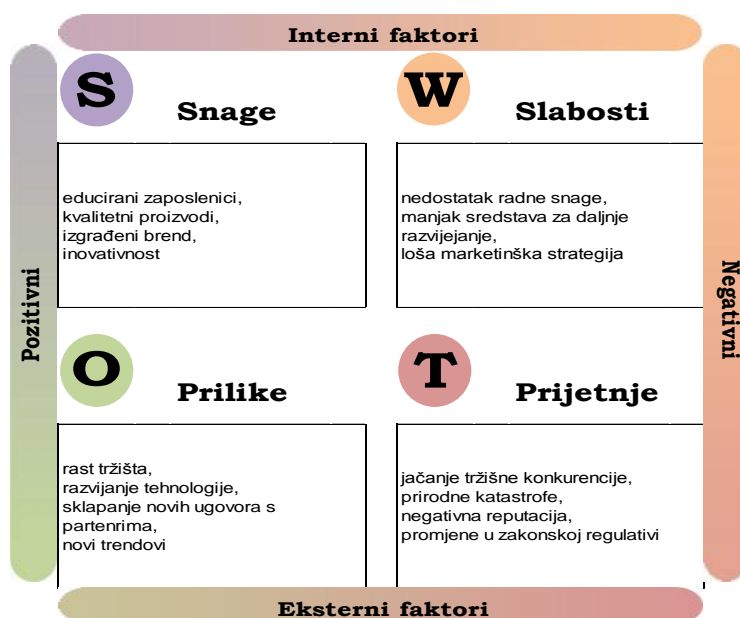 Interni faktori
S
Snage
W
Slabosti
educirani zaposlenici,
kvalitetni proizvodi,
izgrađeni brend,
inovativnost
nedostatak radne snage,
manjak sredstava za daljnje
razvijejanje,
loša marketinška strategija
Pozitivni
Negativni
O
Prilike
T
Prijetnje
rast tržišta,
razvijanje tehnologije,
sklapanje novih ugovora s
partenrima,
novi trendovi
jačanje tržišne konkurencije,
prirodne katastrofe,
negativna reputacija,
promjene u zakonskoj regulativi
Eksterni faktori